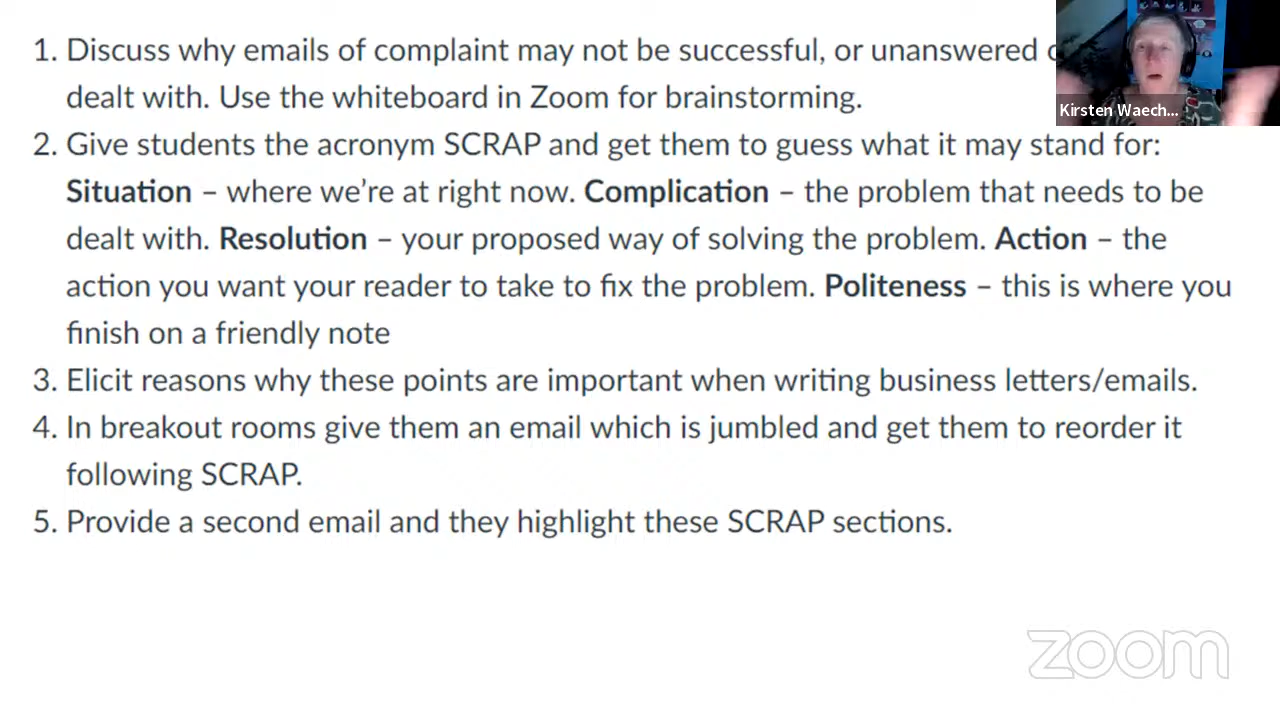 1. Discuss why emails of complaint may not be successful, or unanswered
dealt with. Use the whiteboard in Zoom for brainstorming.
Kirsten Waech...
2. Give students the acronym SCRAP and get them to guess what it may stand for:
Situation – where we're at right now. Complication – the problem that needs to be
dealt with. Resolution – your proposed way of solving the problem. Action – the
action you want your reader to take to fix the problem. Politeness – this is where you
finish on a friendly note
3. Elicit reasons why these points are important when writing business letters/emails.
4. In breakout rooms give them an email which is jumbled and get them to reorder it
following SCRAP.
5. Provide a second email and they highlight these SCRAP sections.
zoom